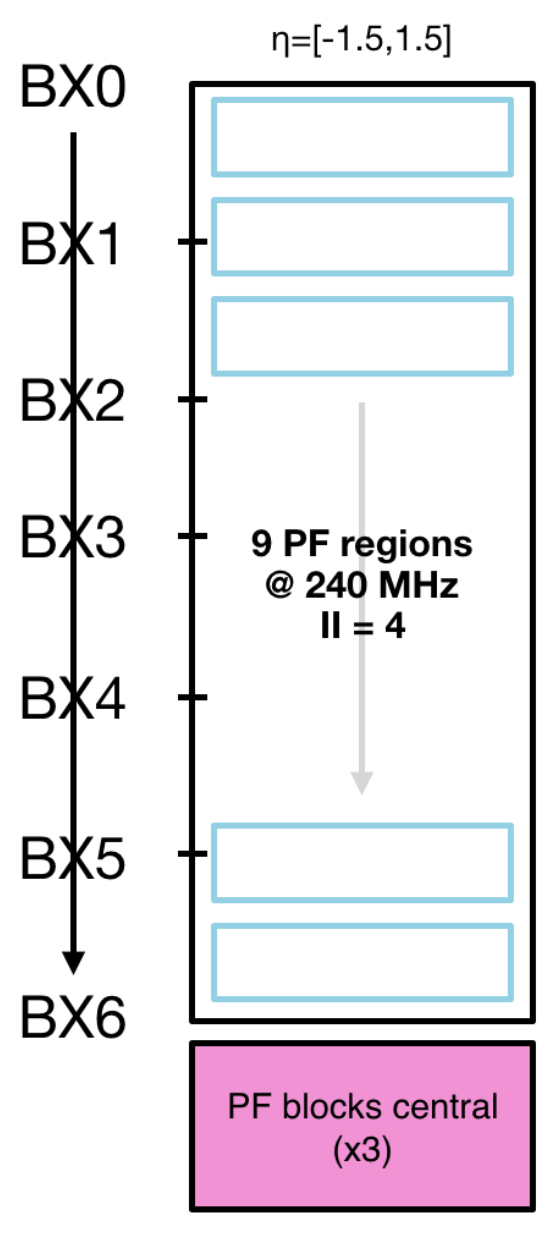 η=[-1.5,1.5]
BX0
BX1
BX2
BX3
9 PF regions
@ 240 MHz
II = 4
BX4
BX5
BX6
PF blocks central
(x3)